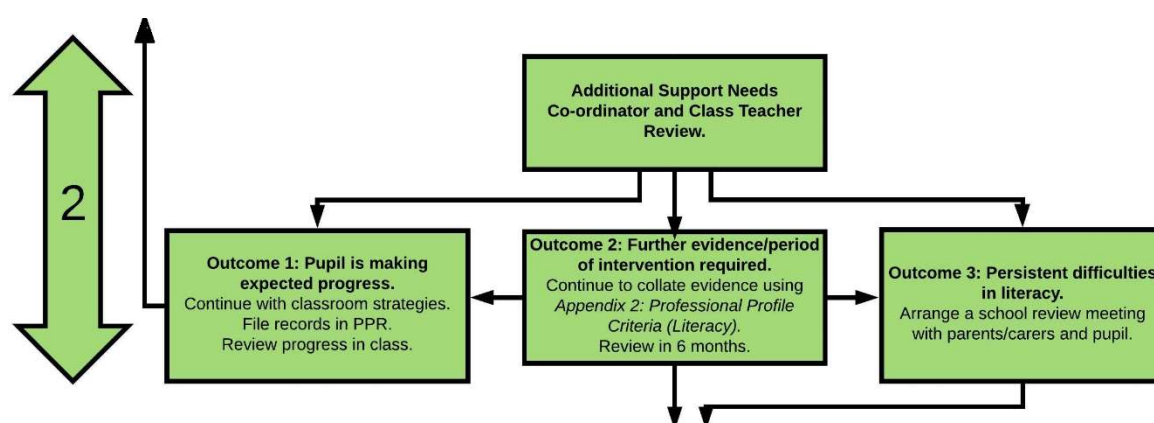 2
Additional Support Needs
Co-ordinator and Class Teacher
Review.
Outcome 1: Pupil is making
expected progress.
Continue with classroom strategies.
File records in PPR.
Review progress in class.
Outcome 2: Further evidence/period
of intervention required.
Continue to collate evidence using
Appendix 2: Professional Profile
Criteria (Literacy).
Review in 6 months.
Outcome 3: Persistent difficulties
in literacy.
Arrange a school review meeting
with parents/carers and pupil.